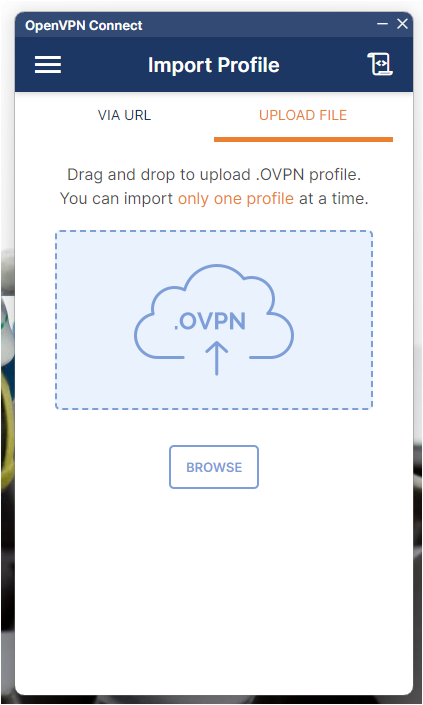 OpenVPN Connect
Import Profile
VIA URL
UPLOAD FILE
Drag and drop to upload .OVPN profile.
You can import only one profile at a time.
.OVPN
BROWSE